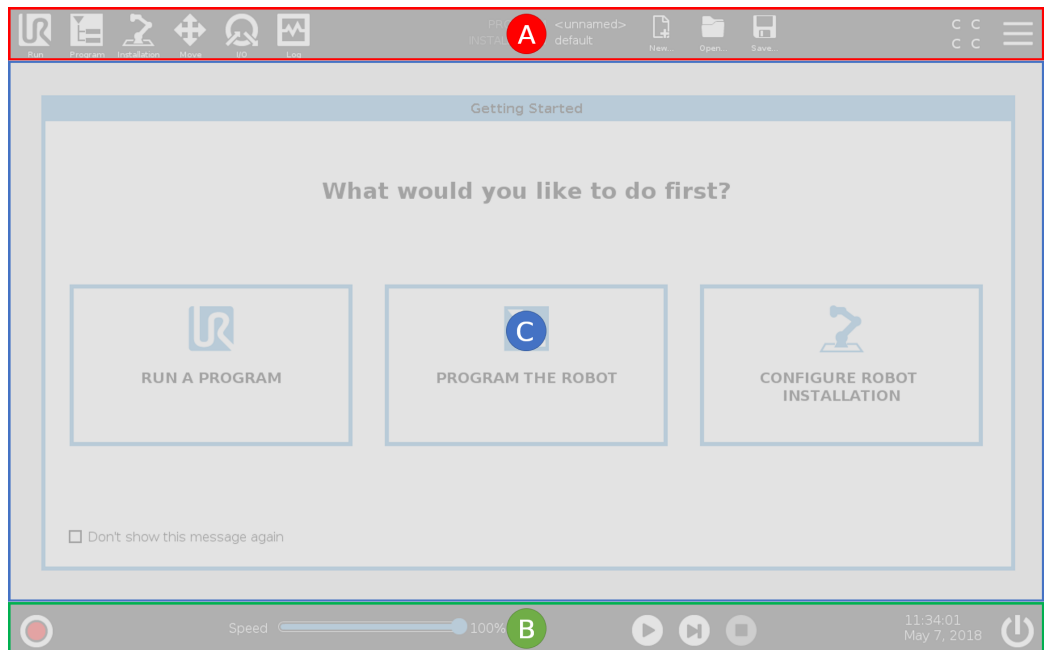 Run Program Installation Move I/O Log
PR <unnamed> New... Open... Save... C C
INSTAL default C C
A
Getting Started
What would you like to do first?
C
RUN A PROGRAM
PROGRAM THE ROBOT
CONFIGURE ROBOT
INSTALLATION
Don't show this message again
Speed 100% B 11:34:01
May 7, 2018